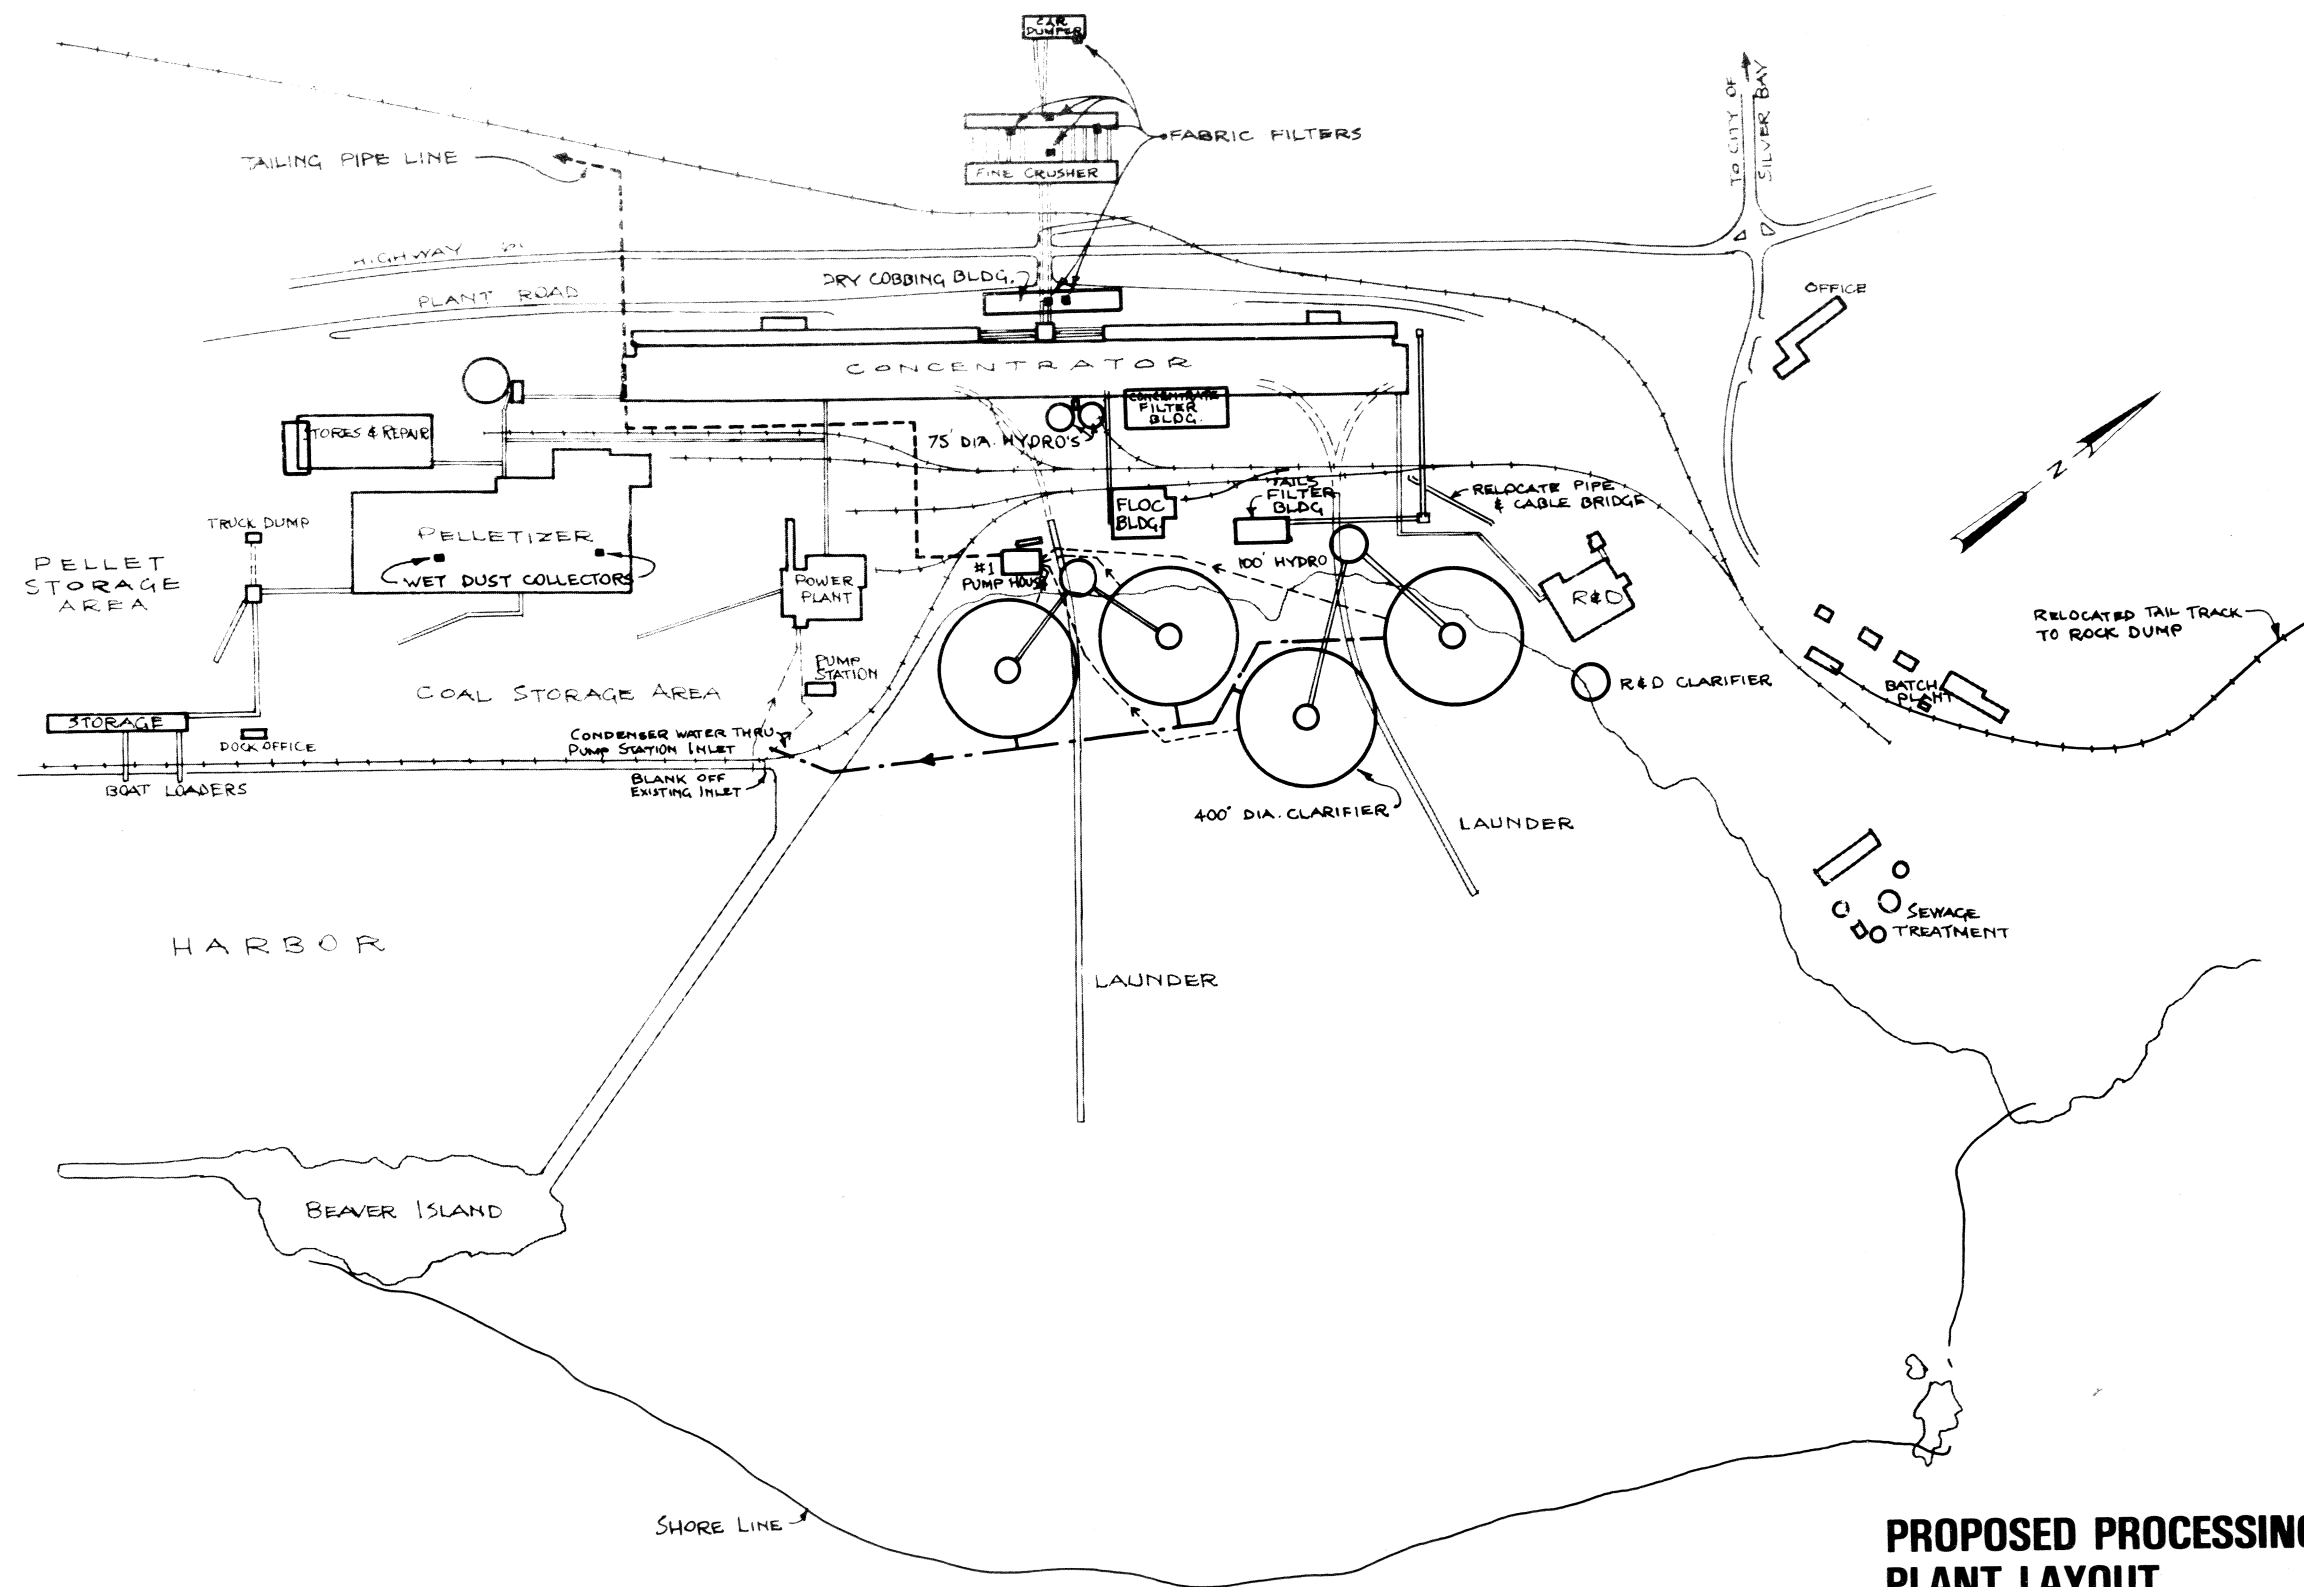 CAR
DUMPER
TO CITY OF
SILVER BAY
FABRIC FILTERS
TAILING PIPE LINE
FINE CRUSHER
HIGHWAY 61
DRY COBBING BLDG.
PLANT ROAD
OFFICE
CONCENTRATOR
CONCENTRATE
FILTER
BLDG.
STORES & REPAIR
75' DIA. HYDRO'S
N
TAILS
FILTER
BLDG
RELOCATE PIPE
& CABLE BRIDGE
FLOC
BLDG.
TRUCK DUMP
PELLETIZER
PELLET
STORAGE
AREA
WET DUST COLLECTORS
POWER
PLANT
#1
PUMP HOUSE
100' HYDRO
R&D
RELOCATED TAIL TRACK
TO ROCK DUMP
PUMP
STATION
COAL STORAGE AREA
R&D CLARIFIER
BATCH
PLANT
STORAGE
DOCK OFFICE
CONDENSER WATER THRU
PUMP STATION INLET
BLANK OFF
EXISTING INLET
BOAT LOADERS
400' DIA. CLARIFIER
LAUNDER
SEWAGE
TREATMENT
HARBOR
LAUNDER
BEAVER ISLAND
SHORE LINE
PROPOSED PROCESSING
PLANT LAYOUT